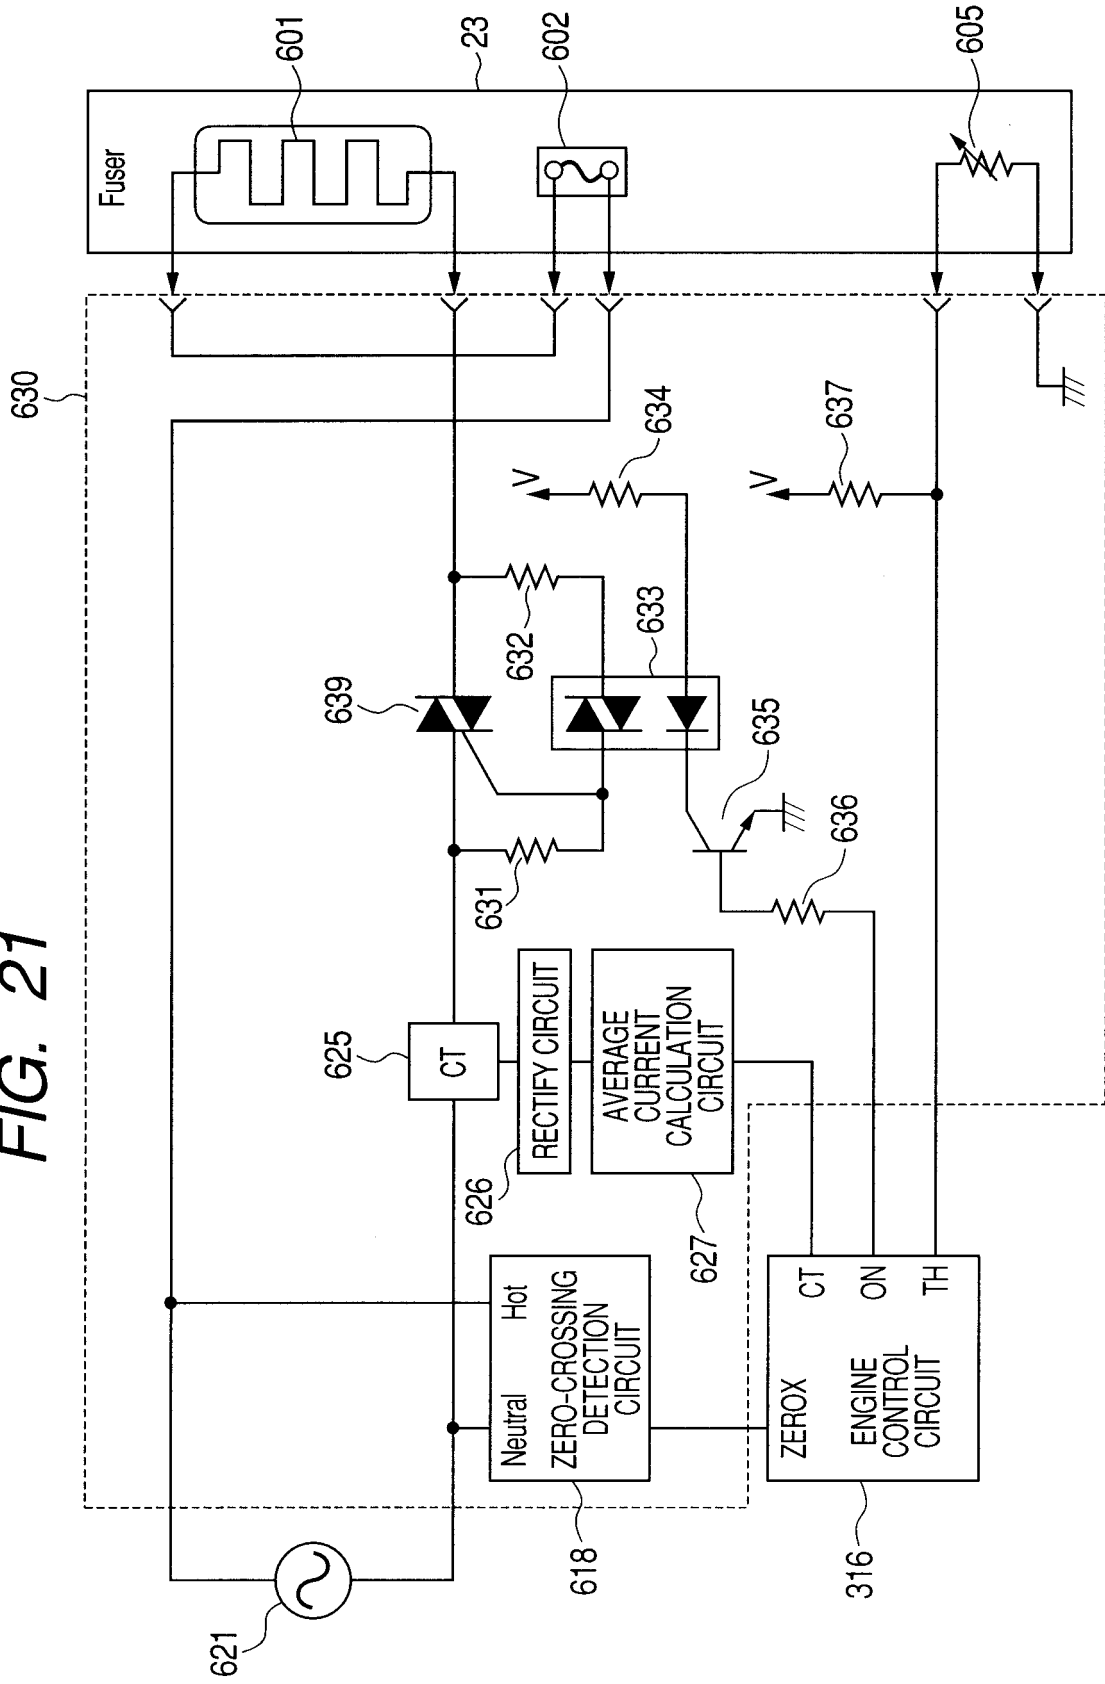 FIG. 21
630
Fuser
601
23
602
605
621
625
CT
626
RECTIFY CIRCUIT
627
AVERAGE
CURRENT
CALCULATION
CIRCUIT
639
631
632
633
V
634
635
636
V
637
618
Neutral
Hot
ZERO-CROSSING
DETECTION
CIRCUIT
316
ZEROX
CT
ON
TH
ENGINE
CONTROL
CIRCUIT